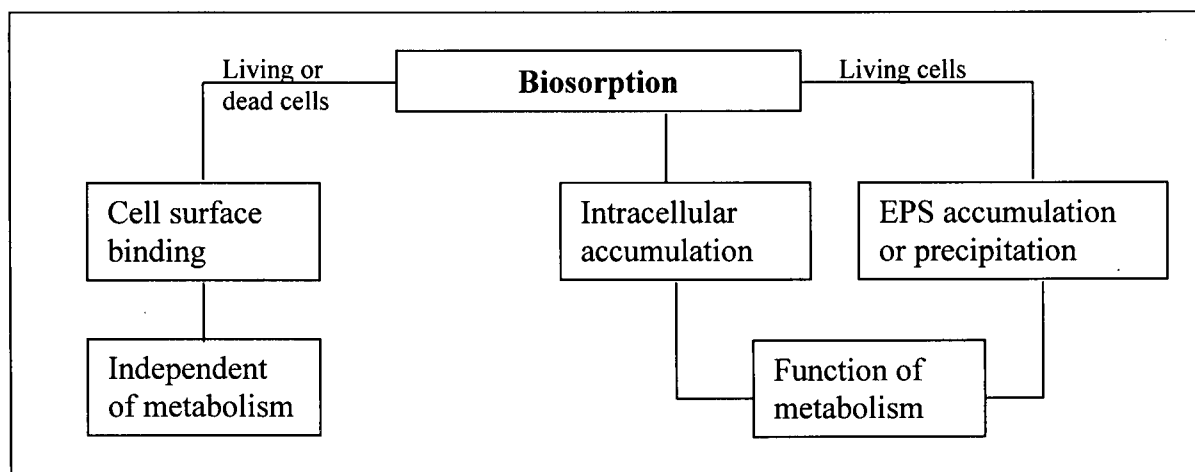 Living or
dead cells
Biosorption
Living cells
Cell surface
binding
Intracellular
accumulation
EPS accumulation
or precipitation
Independent
of metabolism
Function of
metabolism